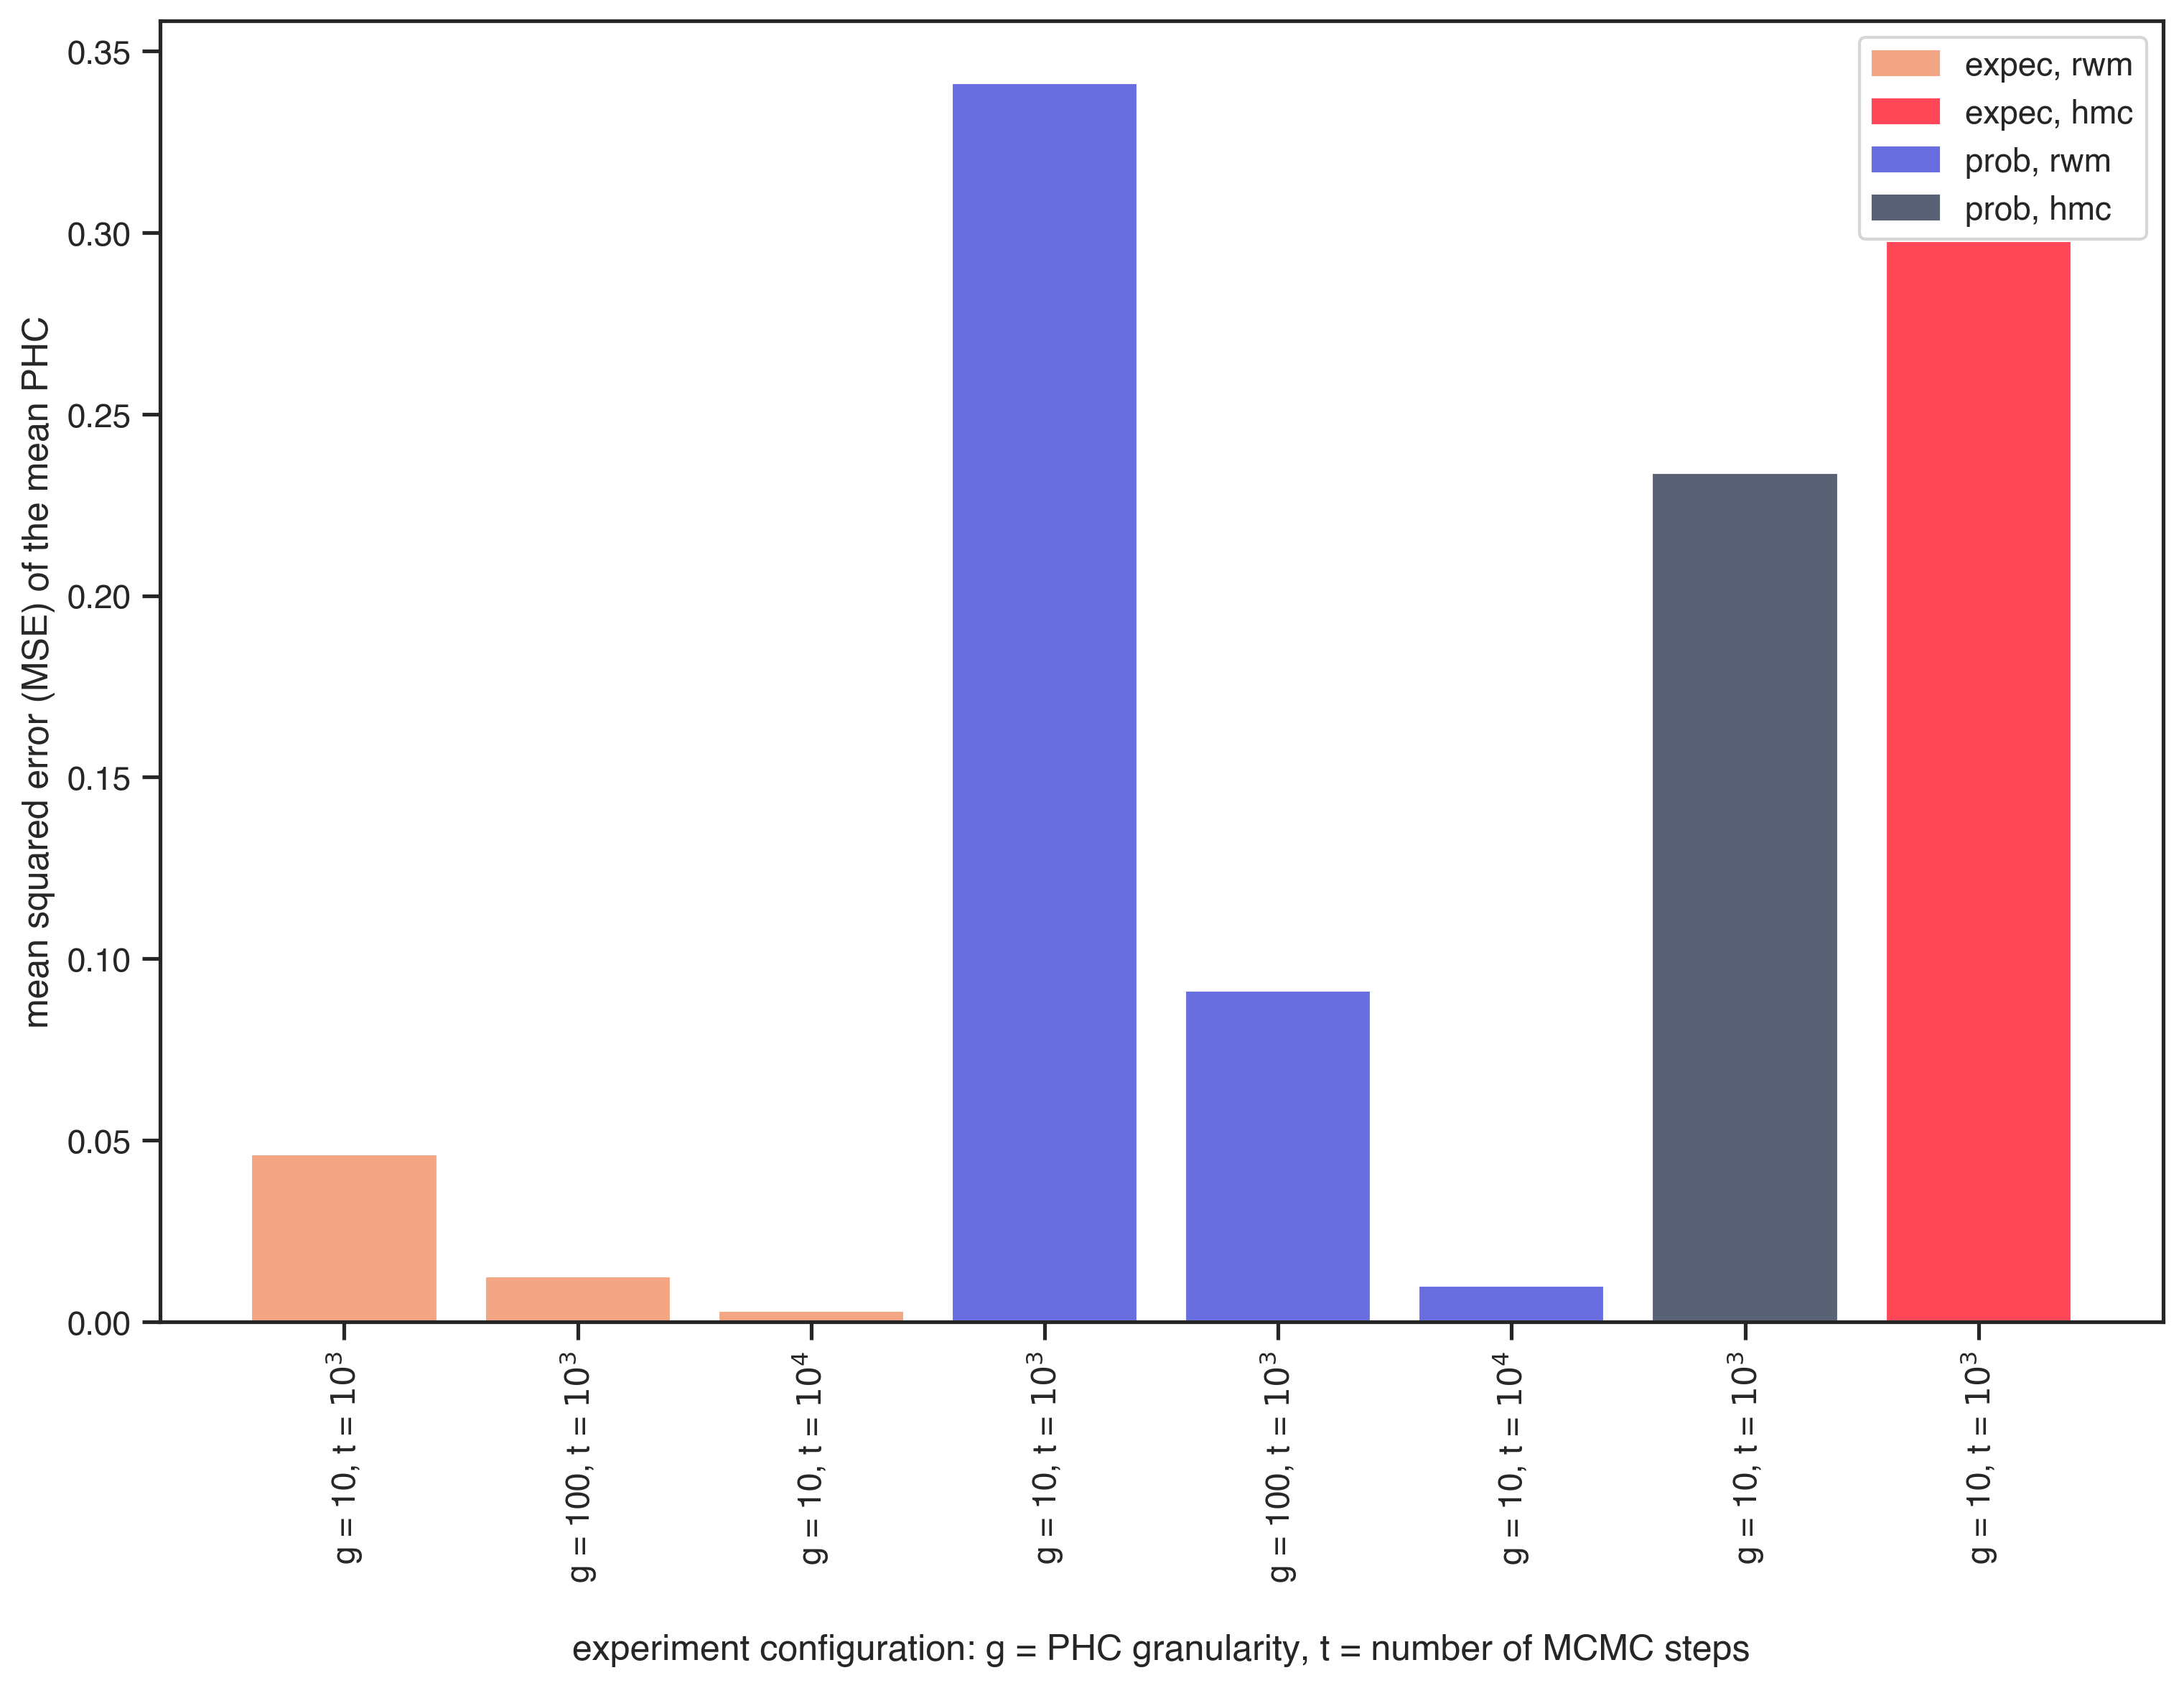 mean squared error (MSE) of the mean PHC
0.35
0.30
0.25
0.20
0.15
0.10
0.05
0.00
expec, rwm
expec, hmc
prob, rwm
prob, hmc
g = 10, t = 10³
g = 100, t = 10³
g = 10, t = 10⁴
g = 10, t = 10³
g = 100, t = 10³
g = 10, t = 10⁴
g = 10, t = 10³
g = 10, t = 10³
experiment configuration: g = PHC granularity, t = number of MCMC steps